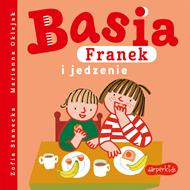 Basia
Franek
i jedzenie
Zofia Stanecka
Marianna Oklejak
harperkids